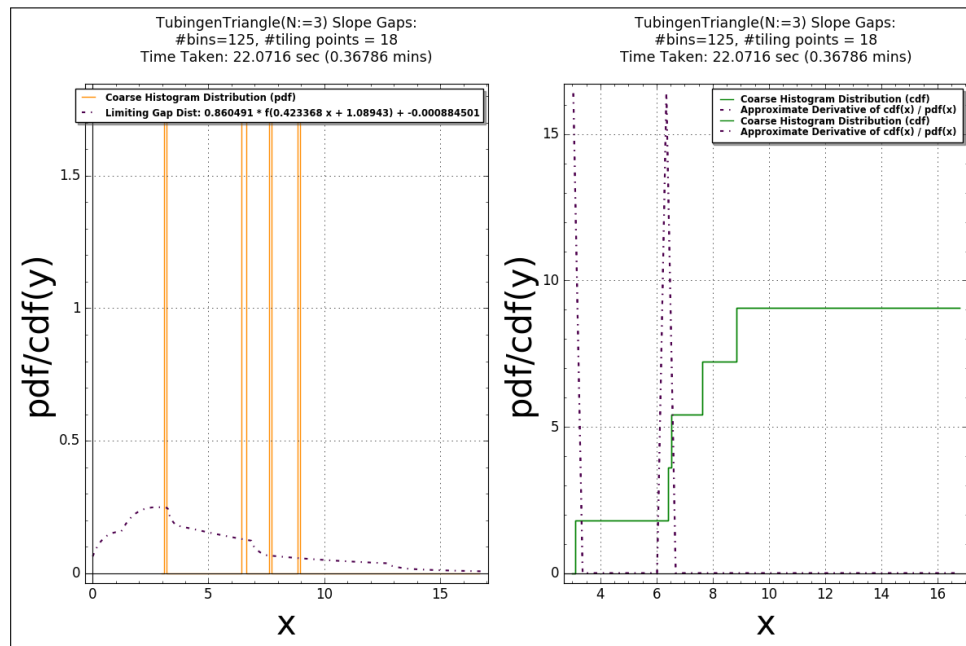 TubingenTriangle(N:=3) Slope Gaps:
#bins=125, #tiling points = 18
Time Taken: 22.0716 sec (0.36786 mins)
Coarse Histogram Distribution (pdf)
Limiting Gap Dist: 0.860491 * f(0.423368 x + 1.08943) + -0.000884501
pdf/cdf(y)
1.5
1
0.5
0
0
5
10
15
x
TubingenTriangle(N:=3) Slope Gaps:
#bins=125, #tiling points = 18
Time Taken: 22.0716 sec (0.36786 mins)
Coarse Histogram Distribution (cdf)
Approximate Derivative of cdf(x) / pdf(x)
Coarse Histogram Distribution (cdf)
Approximate Derivative of cdf(x) / pdf(x)
pdf/cdf(y)
15
10
5
0
4
6
8
10
12
14
16
x